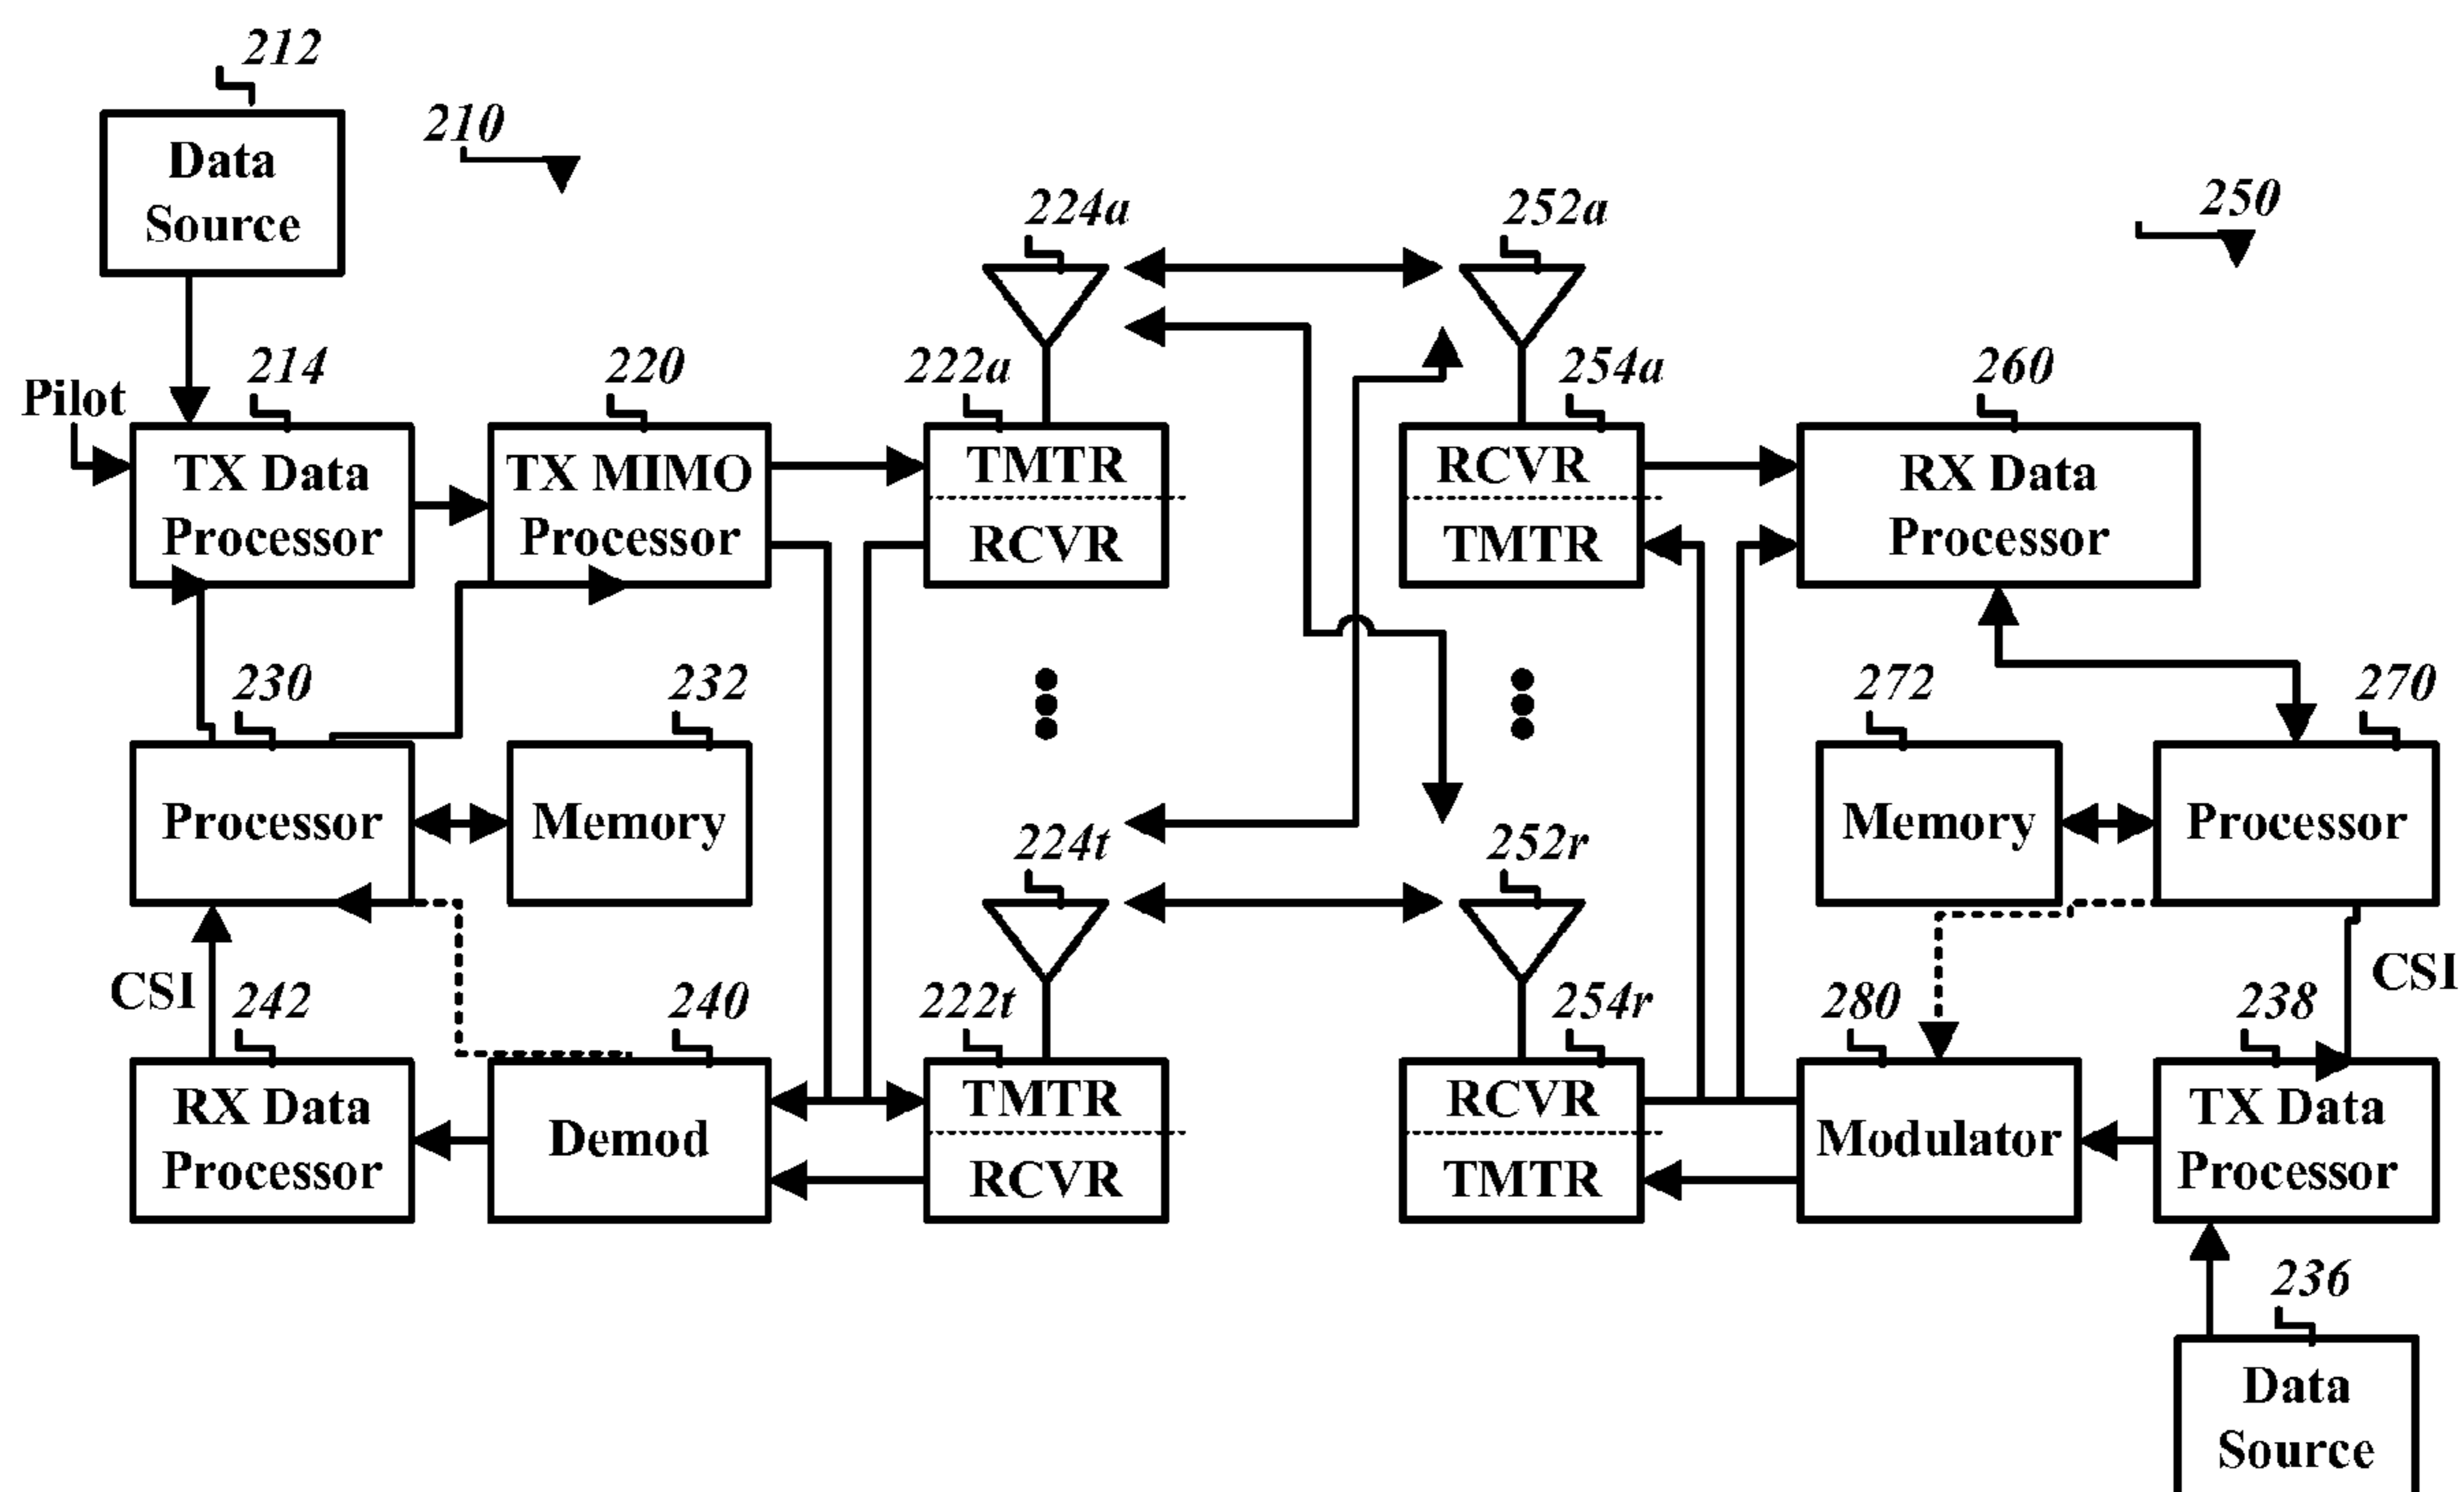 212
Data
Source
210
224a
252a
250
Pilot
214
220
222a
254a
260
TX Data
Processor
TX MIMO
Processor
TMTR
RCVR
RCVR
TMTR
RX Data
Processor
230
232
272
270
Processor
Memory
Memory
Processor
224t
252r
CSI
242
240
222t
254r
280
238
CSI
RX Data
Processor
Demod
TMTR
RCVR
RCVR
TMTR
Modulator
TX Data
Processor
236
Data
Source